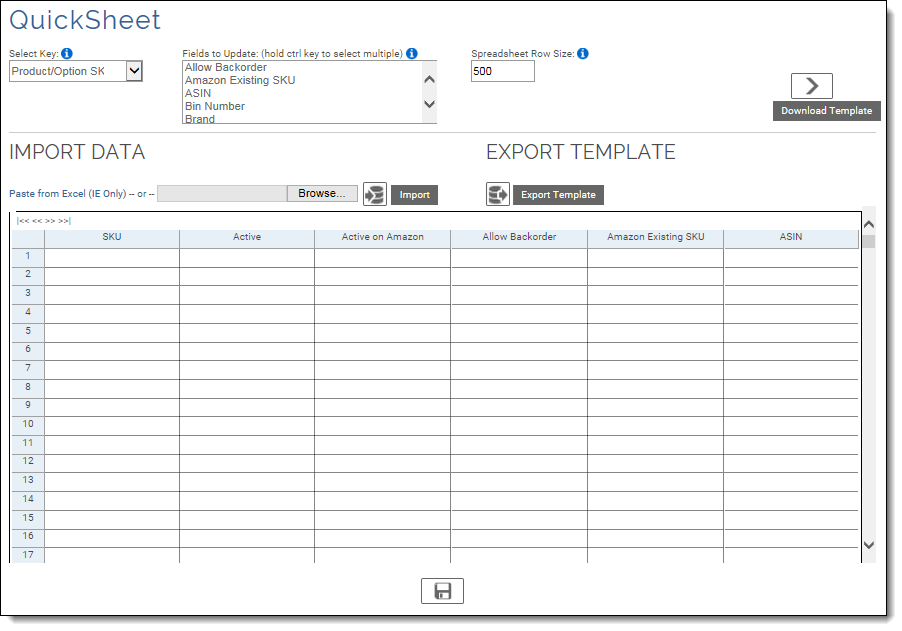 QuickSheet
Select Key: Fields to Update: (hold ctrl key to select multiple) Spreadsheet Row Size:
Product/Option SK
500
Allow Backorder
Amazon Existing SKU
ASIN
Bin Number
Brand
Download Template
IMPORT DATA
EXPORT TEMPLATE
Paste from Excel (IE Only) -- or -- Browse... Import
Export Template
|<< << >> >>|
SKU Active Active on Amazon Allow Backorder Amazon Existing SKU ASIN
1
2
3
4
5
6
7
8
9
10
11
12
13
14
15
16
17